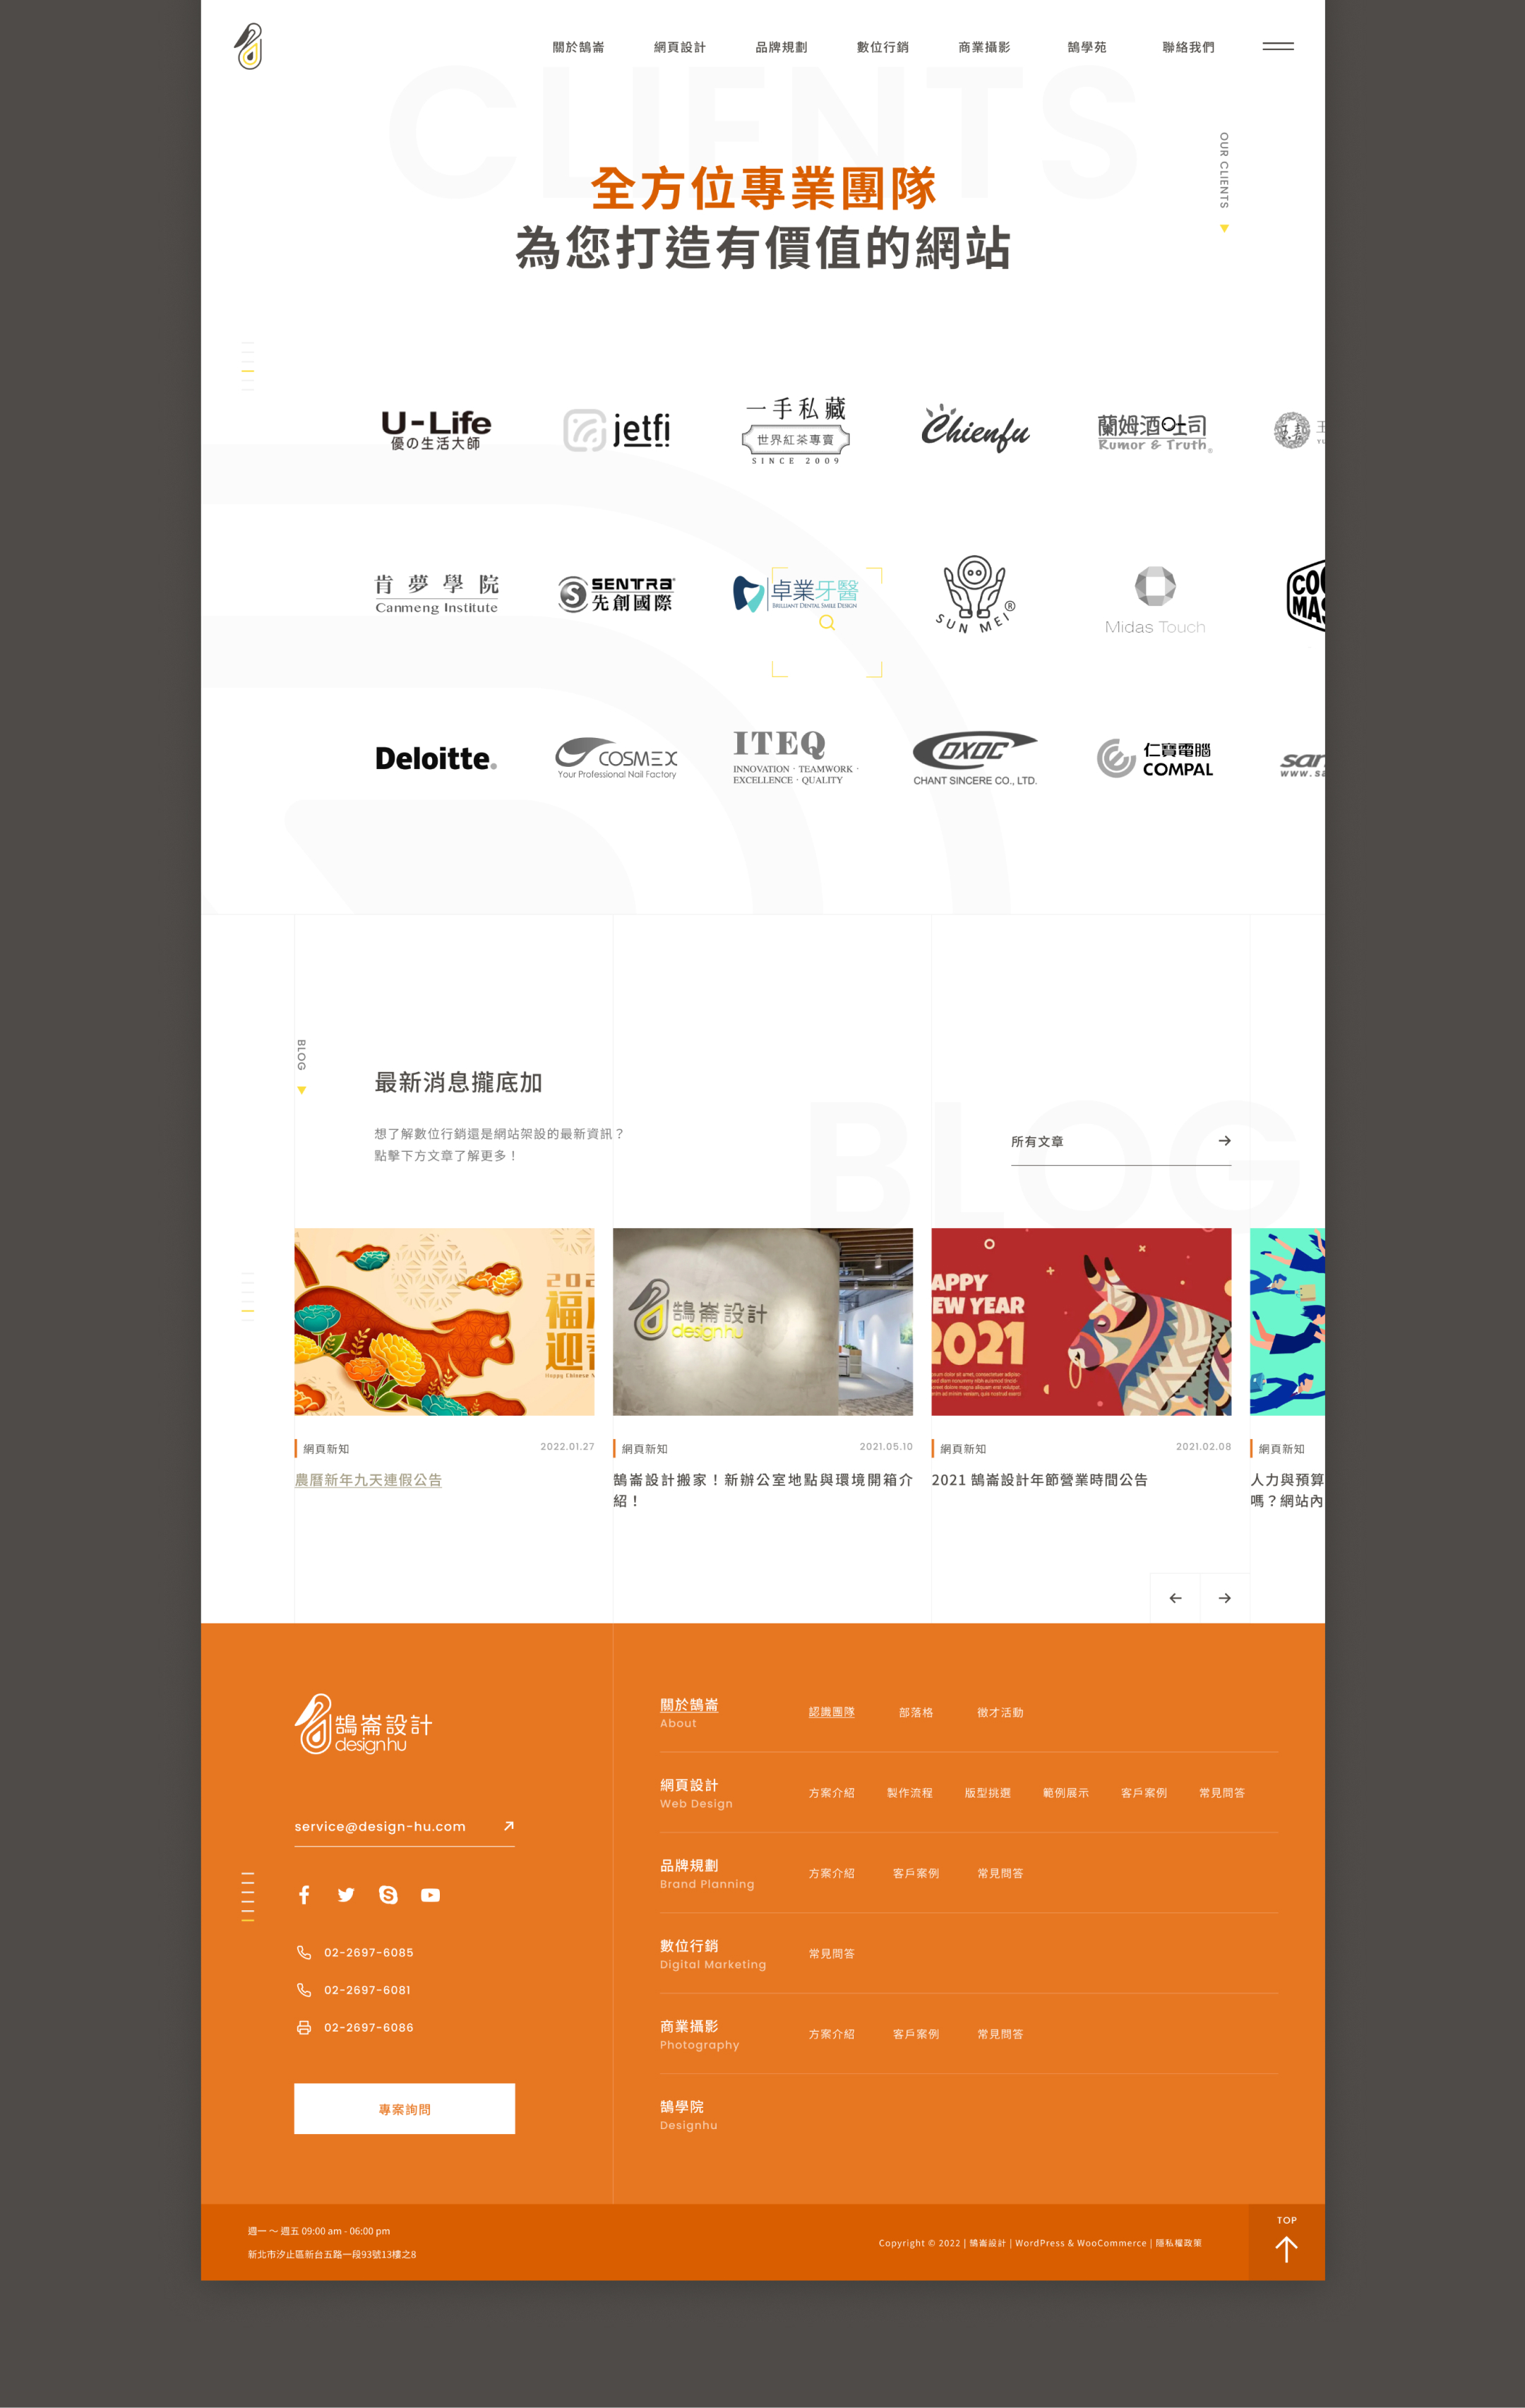 關於鵠崙 網頁設計 品牌規劃 數位行銷 商業攝影 鵠學苑 聯絡我們
CLIENTS
OUR CLIENTS
全方位專業團隊
為您打造有價值的網站
U-Life
優の生活大師
jetfi
一手私藏
世界紅茶專賣
SINCE 2009
Chienfu
蘭姆酒吐司
Rumor & Truth®
肯夢學院
Canmeng Institute
SENTRA
先創國際
卓業牙醫
BRILLIANT DENTAL SMILE DESIGN
SUN MEI®
Midas Touch
Deloitte.
COSMEX
Your Professional Nail Factory
ITEQ
INNOVATION · TEAMWORK ·
EXCELLENCE · QUALITY
OXOC
CHANT SINCERE CO., LTD.
仁寶電腦
COMPAL
BLOG
最新消息攏底加
想了解數位行銷還是網站架設的最新資訊？
點擊下方文章了解更多！
BLOG
所有文章
迎
鵠崙設計
designhu
APPY
EW YEAR
2021
網頁新知 2022.01.27
農曆新年九天連假公告
網頁新知 2021.05.10
鵠崙設計搬家！新辦公室地點與環境開箱介
紹！
網頁新知 2021.02.08
2021 鵠崙設計年節營業時間公告
網頁新知
人力與預算
嗎？網站內
鵠崙設計
designhu
service@design-hu.com
02-2697-6085
02-2697-6081
02-2697-6086
專案詢問
關於鵠崙
About
認識團隊 部落格 徵才活動
網頁設計
Web Design
方案介紹 製作流程 版型挑選 範例展示 客戶案例 常見問答
品牌規劃
Brand Planning
方案介紹 客戶案例 常見問答
數位行銷
Digital Marketing
常見問答
商業攝影
Photography
方案介紹 客戶案例 常見問答
鵠學院
Designhu
週一 ～ 週五 09:00 am - 06:00 pm
新北市汐止區新台五路一段93號13樓之8
Copyright © 2022 | 鵠崙設計 | WordPress & WooCommerce | 隱私權政策
TOP